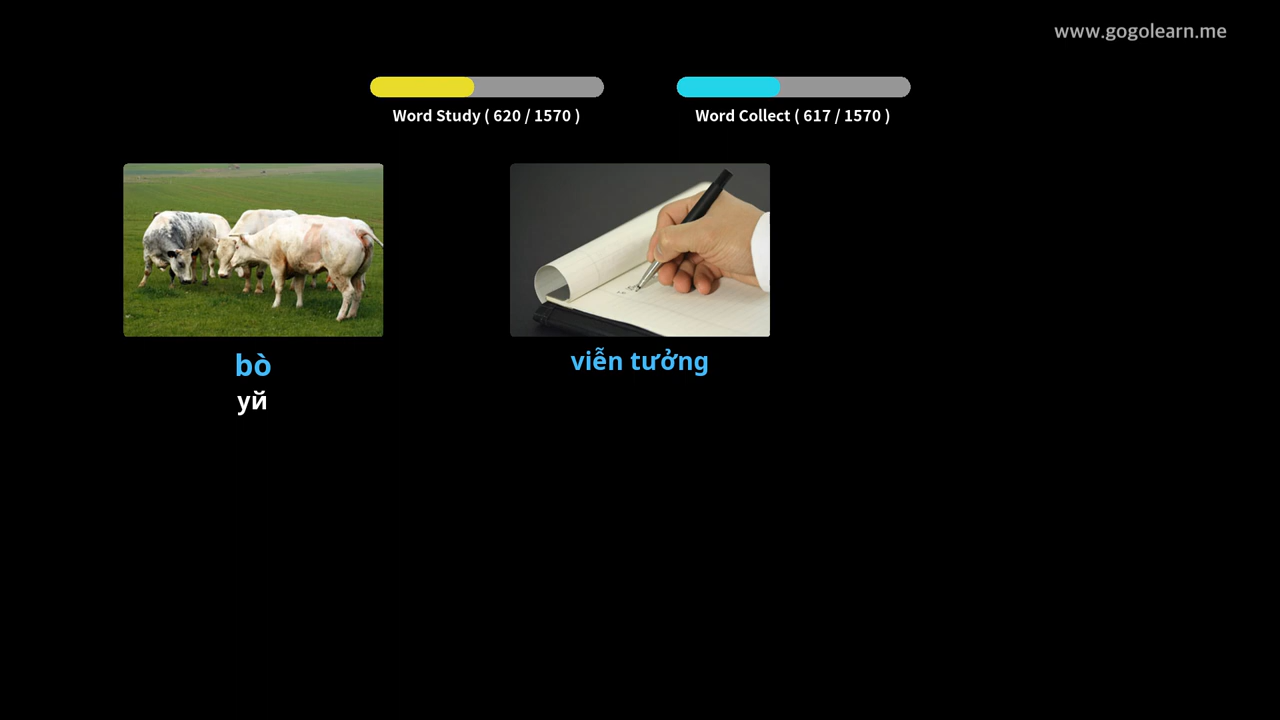 www.gogolearn.me
Word Study ( 620 / 1570 )
Word Collect ( 617 / 1570 )
bò
уй
viễn tưởng